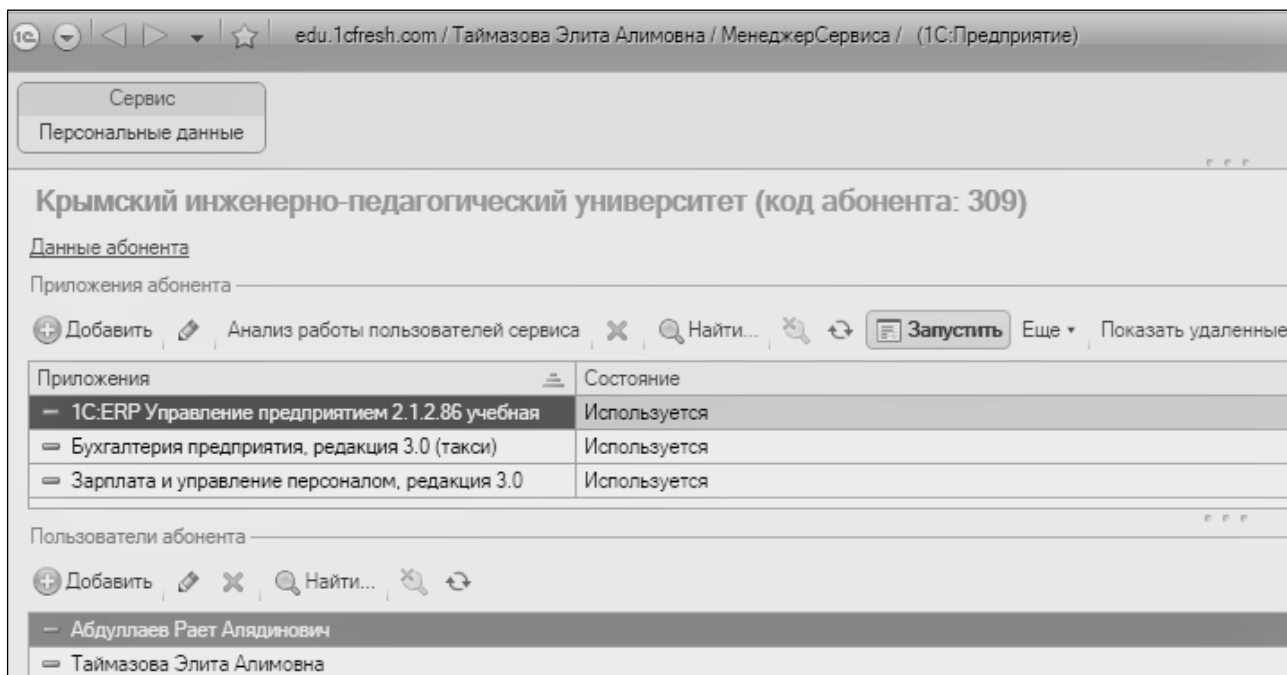 1С edu.1cfresh.com / Таймазова Элита Алимовна / МенеджерСервиса / (1С:Предприятие)
Сервис
Персональные данные
Крымский инженерно-педагогический университет (код абонента: 309)
Данные абонента
Приложения абонента
Добавить Анализ работы пользователей сервиса Найти... Запустить Еще Показать удаленные
Приложения Состояние
1С:ERP Управление предприятием 2.1.2.86 учебная Используется
Бухгалтерия предприятия, редакция 3.0 (такси) Используется
Зарплата и управление персоналом, редакция 3.0 Используется
Пользователи абонента
Добавить Найти...
Абдуллаев Рает Алядинович
Таймазова Элита Алимовна